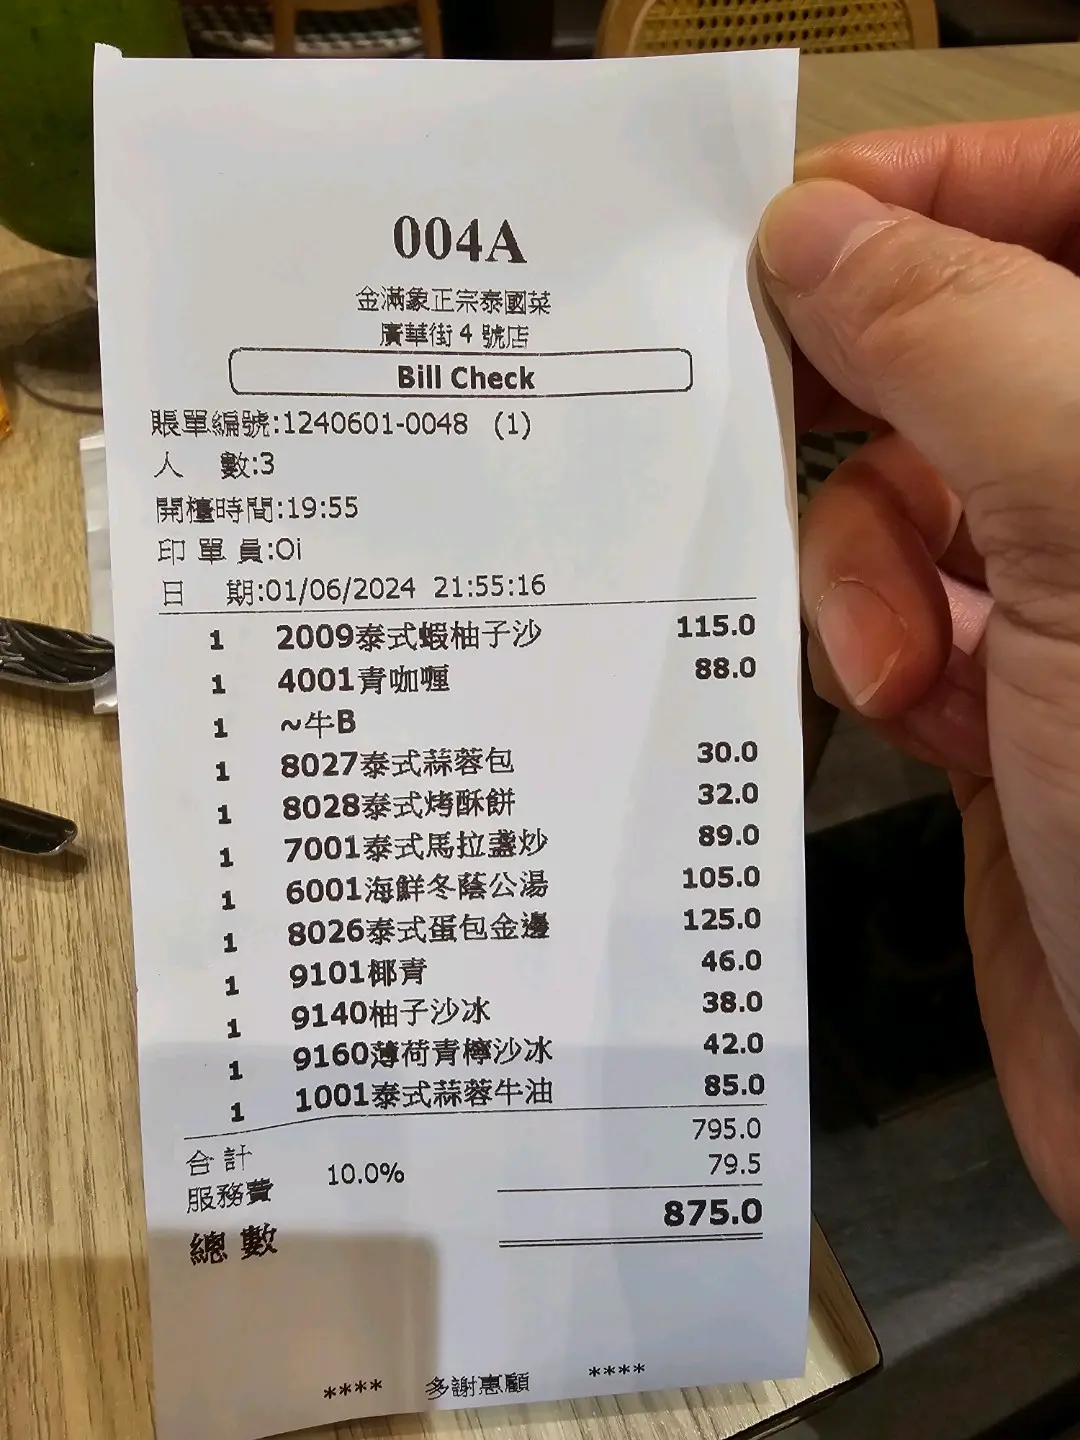 004A
金滿象正宗泰國菜
廣華街 4 號店
Bill Check
賬單編號:1240601-0048 (1)
人 數:3
開檯時間:19:55
印 單 員:Oi
日 期:01/06/2024 21:55:16
1 2009泰式蝦柚子沙 115.0
1 4001青咖喱 88.0
1 ~牛B
1 8027泰式蒜蓉包 30.0
1 8028泰式烤酥餅 32.0
1 7001泰式馬拉盞炒 89.0
1 6001海鮮冬蔭公湯 105.0
1 8026泰式蛋包金邊 125.0
1 9101椰青 46.0
1 9140柚子沙冰 38.0
1 9160薄荷青檸沙冰 42.0
1 1001泰式蒜蓉牛油 85.0
合 計 795.0
服務費 10.0% 79.5
總 數 875.0
**** 多謝惠顧 ****